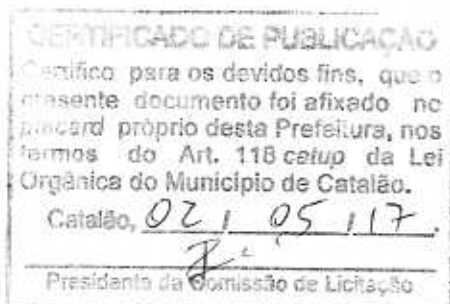 CERTIFICADO DE PUBLICAÇÃO
Certifico para os devidos fins, que o
presente documento foi afixado no
placard próprio desta Prefeitura, nos
termos do Art. 118 caput da Lei
Orgânica do Município de Catalão.
Catalão, 02 / 05 / 17.
Presidente da Comissão de Licitação